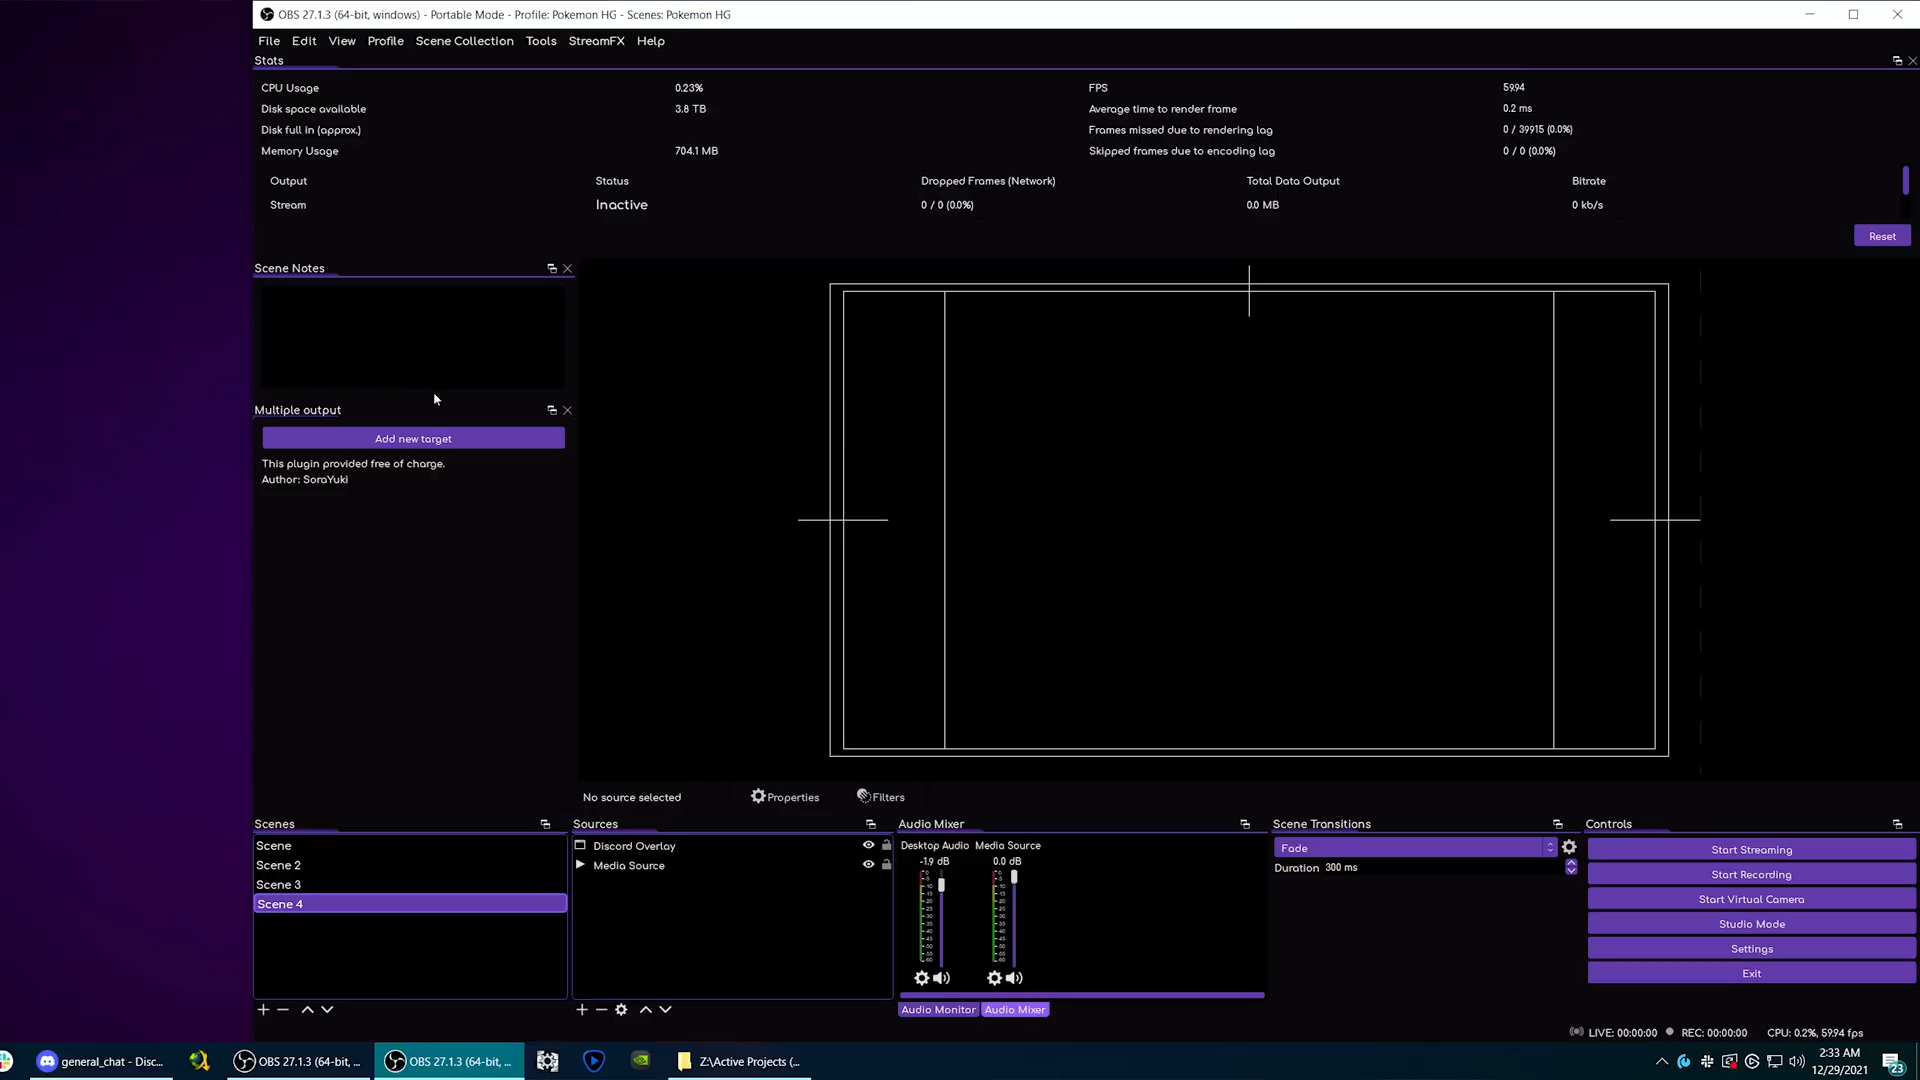 OBS 27.1.3 (64-bit, windows) - Portable Mode - Profile: Pokemon HG - Scenes: Pokemon HG
File Edit View Profile Scene Collection Tools StreamFX Help
Stats
CPU Usage 0.23% FPS 59.94
Disk space available 3.8 TB Average time to render frame 0.2 ms
Disk full in (approx.) Frames missed due to rendering lag 0 / 39915 (0.0%)
Memory Usage 704.1 MB Skipped frames due to encoding lag 0 / 0 (0.0%)
Output Status Dropped Frames (Network) Total Data Output Bitrate
Stream Inactive 0 / 0 (0.0%) 0.0 MB 0 kb/s
Reset
Scene Notes
Multiple output
Add new target
This plugin provided free of charge.
Author: SoraYuki
No source selected Properties Filters
Scenes Sources Audio Mixer Scene Transitions Controls
Scene
Scene 2
Scene 3
Scene 4
Discord Overlay
Media Source
Desktop Audio Media Source
-1.9 dB 0.0 dB
Audio Monitor Audio Mixer
Fade
Duration 300 ms
Start Streaming
Start Recording
Start Virtual Camera
Studio Mode
Settings
Exit
LIVE: 00:00:00 REC: 00:00:00 CPU: 0.2%, 59.94 fps
general_chat - Disc... OBS 27.1.3 (64-bit, ... OBS 27.1.3 (64-bit, ... Z:\Active Projects (... 2:33 AM
12/29/2021 23